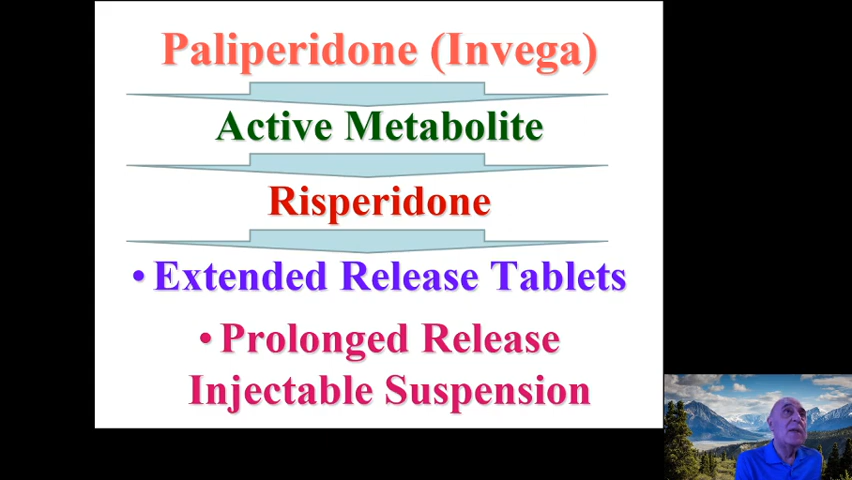 Paliperidone (Invega)
Active Metabolite
Risperidone
• Extended Release Tablets
• Prolonged Release
Injectable Suspension